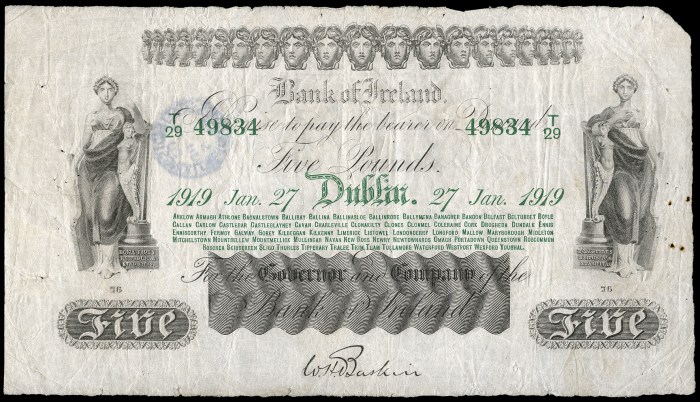 Bank of Ireland.
T
29 49834 49834 T
29
I Promise to pay the bearer on Demand
Five Pounds.
1919 Jan. 27 Dublin. 27 Jan. 1919
ARKLOW ARMAGH ATHLONE BAGNALSTOWN BALLIBAY BALLINA BALLINASLOE BALLINROBE BALLYMENA BANAGHER BANDON BELFAST BELTURBET BOYLE
CALLAN CARLOW CASTLEBAR CASTLEBLAYNEY CAVAN CHARLEVILLE CLONAKILTY CLONES CLONMEL COLERAINE CORK DROGHEDA DUNDALK ENNIS
ENNISCORTHY FERMOY GALWAY GOREY KILBEGGAN KILKENNY LIMERICK LISTOWEL LONDONDERRY LONGFORD MALLOW MARYBOROUGH MIDLETON
MITCHELSTOWN MOUNTBELLEW MOUNTMELLICK MULLINGAR NAVAN NEW ROSS NEWRY NEWTOWNARDS OMAGH PORTADOWN QUEENSTOWN ROSCOMMON
ROSCREA SKIBBEREEN SLIGO THURLES TIPPERARY TRALEE TRIM TUAM TULLAMORE WATERFORD WESTPORT WEXFORD YOUGHAL.
For the Governor and Company of the
Bank of Ireland
36 76
Five Five